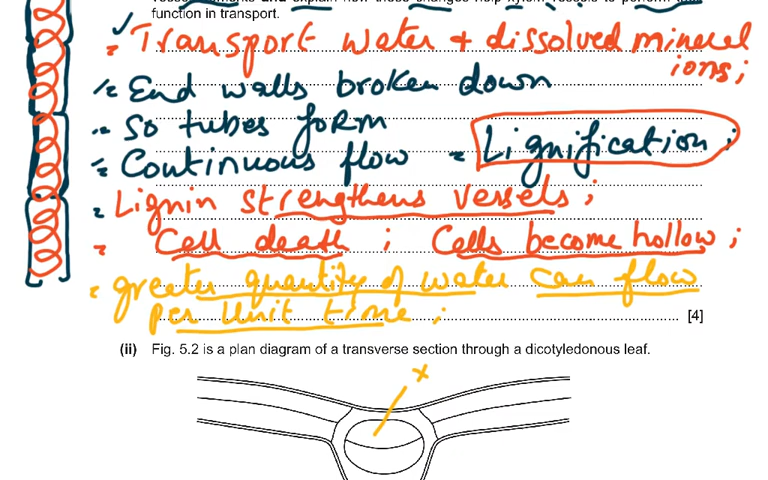 function in transport.
Transport water + dissolved mineral
ions;
End walls broken down
So tubes form
Continuous flow = Lignification;
Lignin strengthens vessels;
Cell death; Cells become hollow;
greater quantity of water can flow
per unit time; [4]
(ii) Fig. 5.2 is a plan diagram of a transverse section through a dicotyledonous leaf.
X